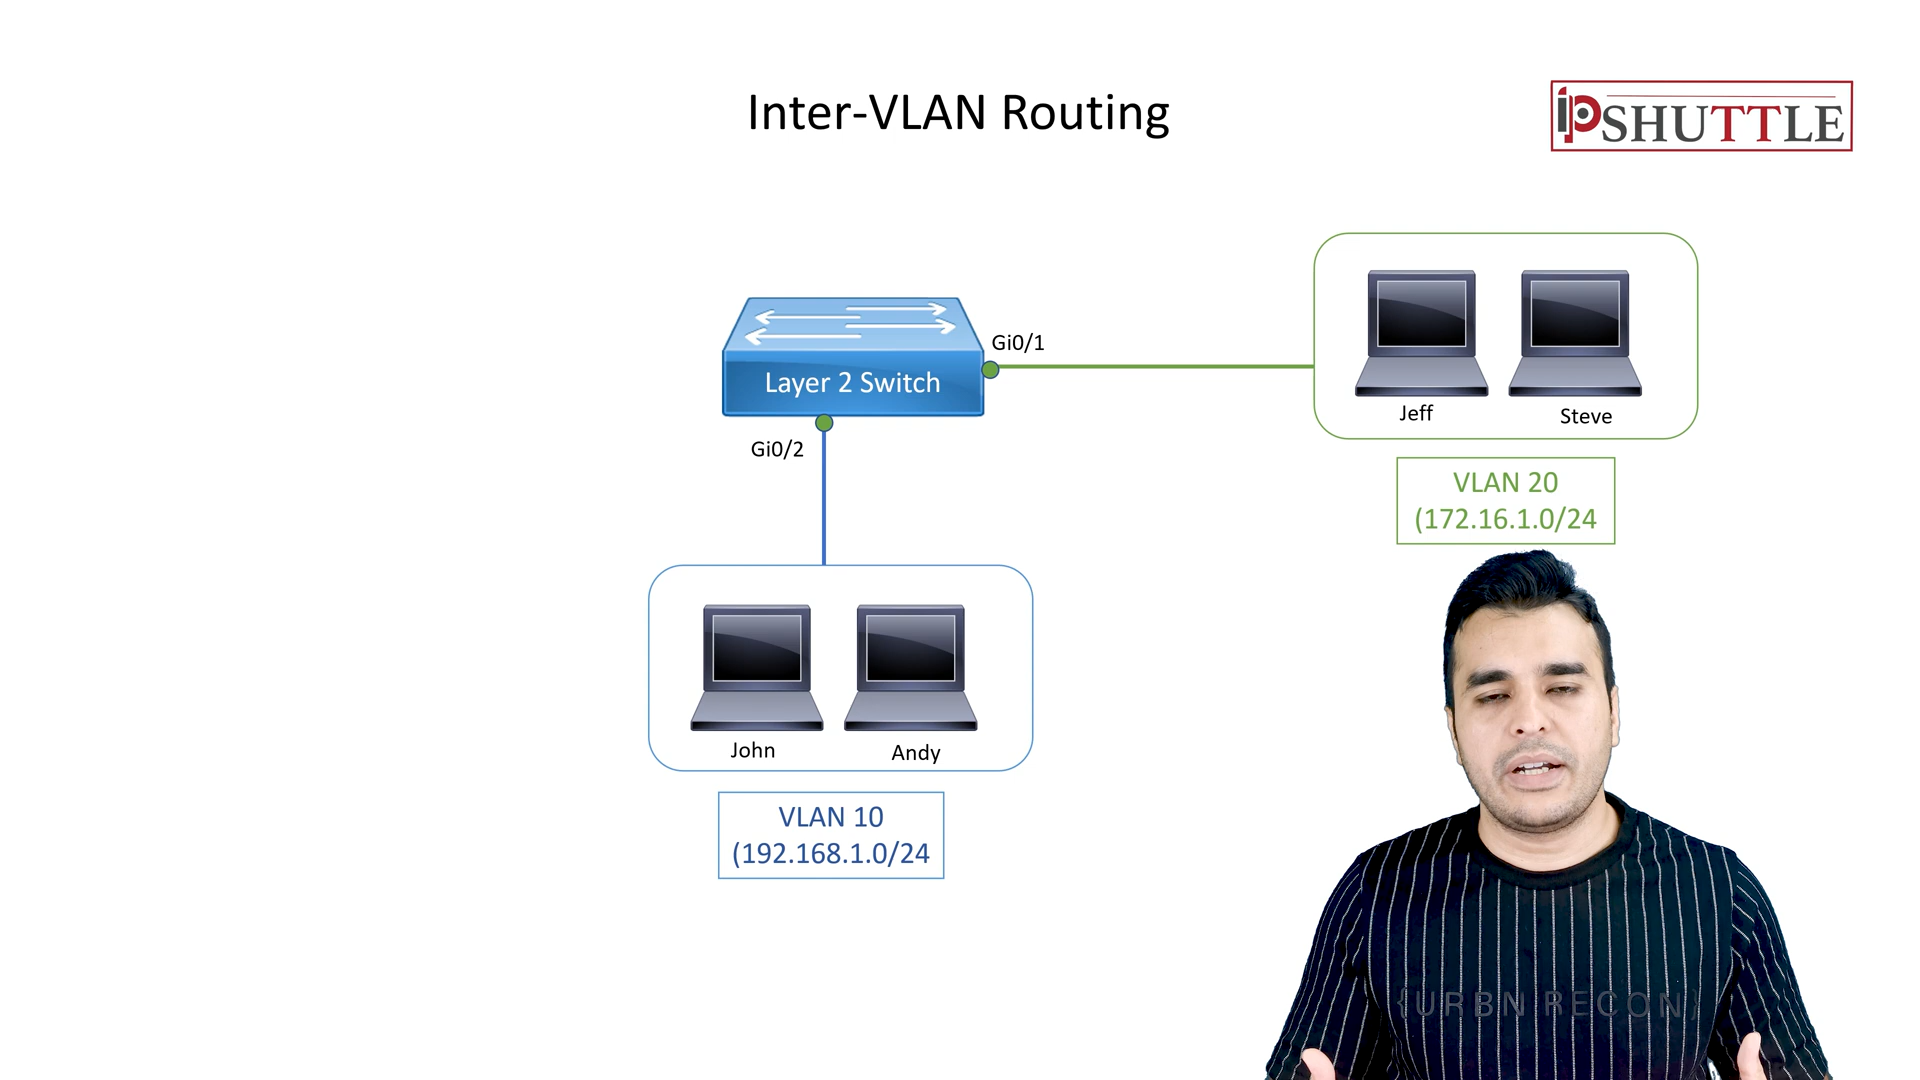 Inter-VLAN Routing
ipSHUTTLE
Gi0/1
Layer 2 Switch
Gi0/2
Jeff
Steve
VLAN 20
(172.16.1.0/24
John
Andy
VLAN 10
(192.168.1.0/24
{URBN RECON}